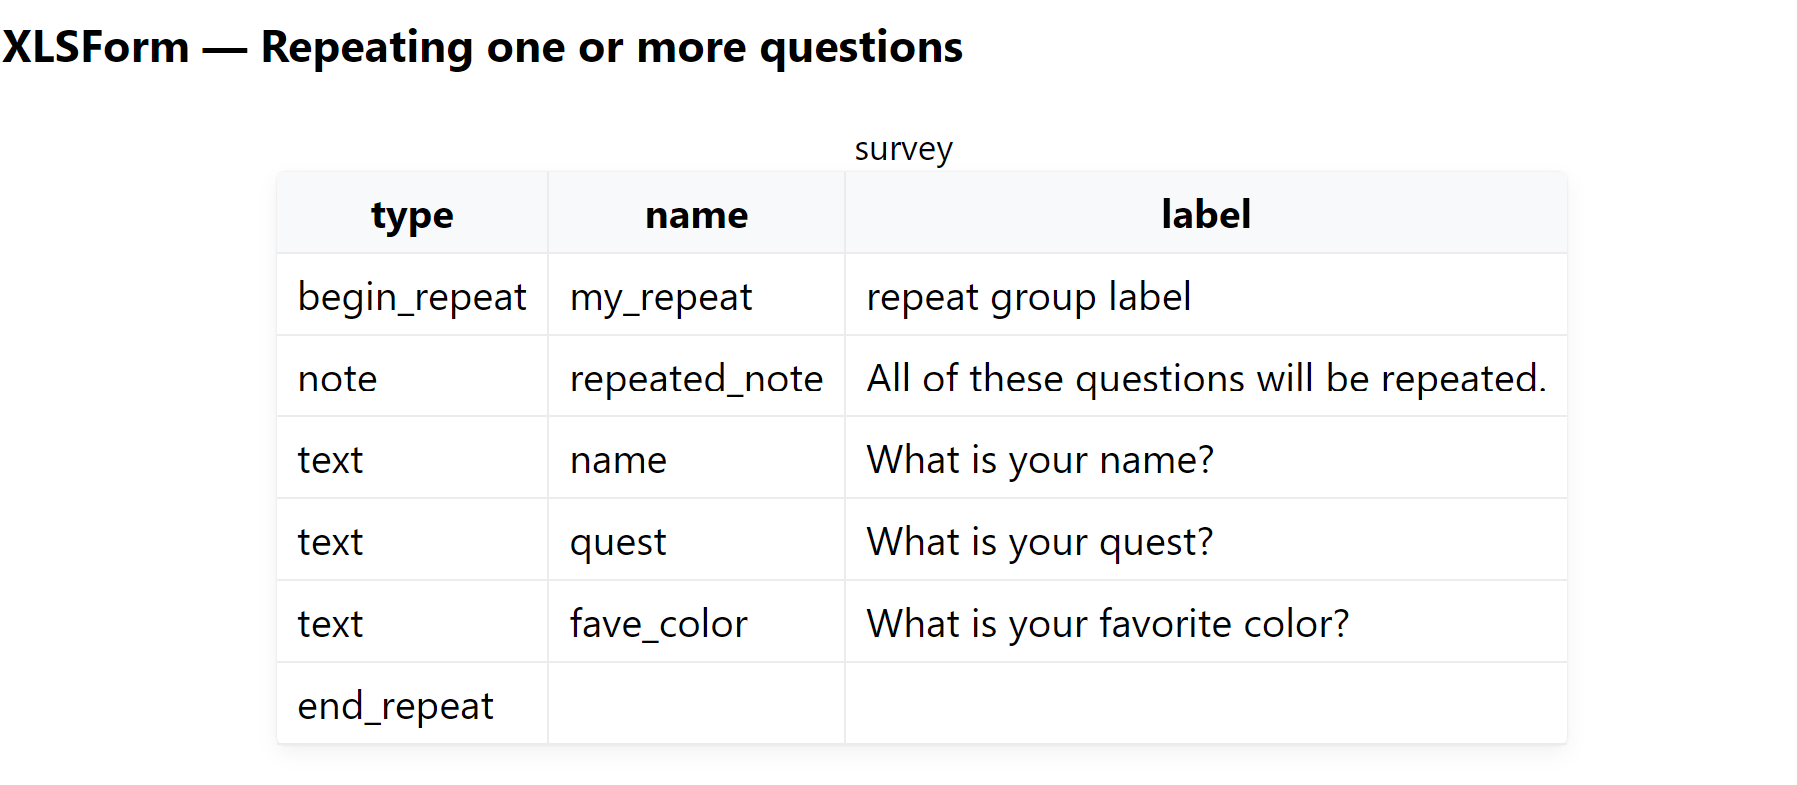 XLSForm — Repeating one or more questions
survey
type name label
begin_repeat my_repeat repeat group label
note repeated_note All of these questions will be repeated.
text name What is your name?
text quest What is your quest?
text fave_color What is your favorite color?
end_repeat